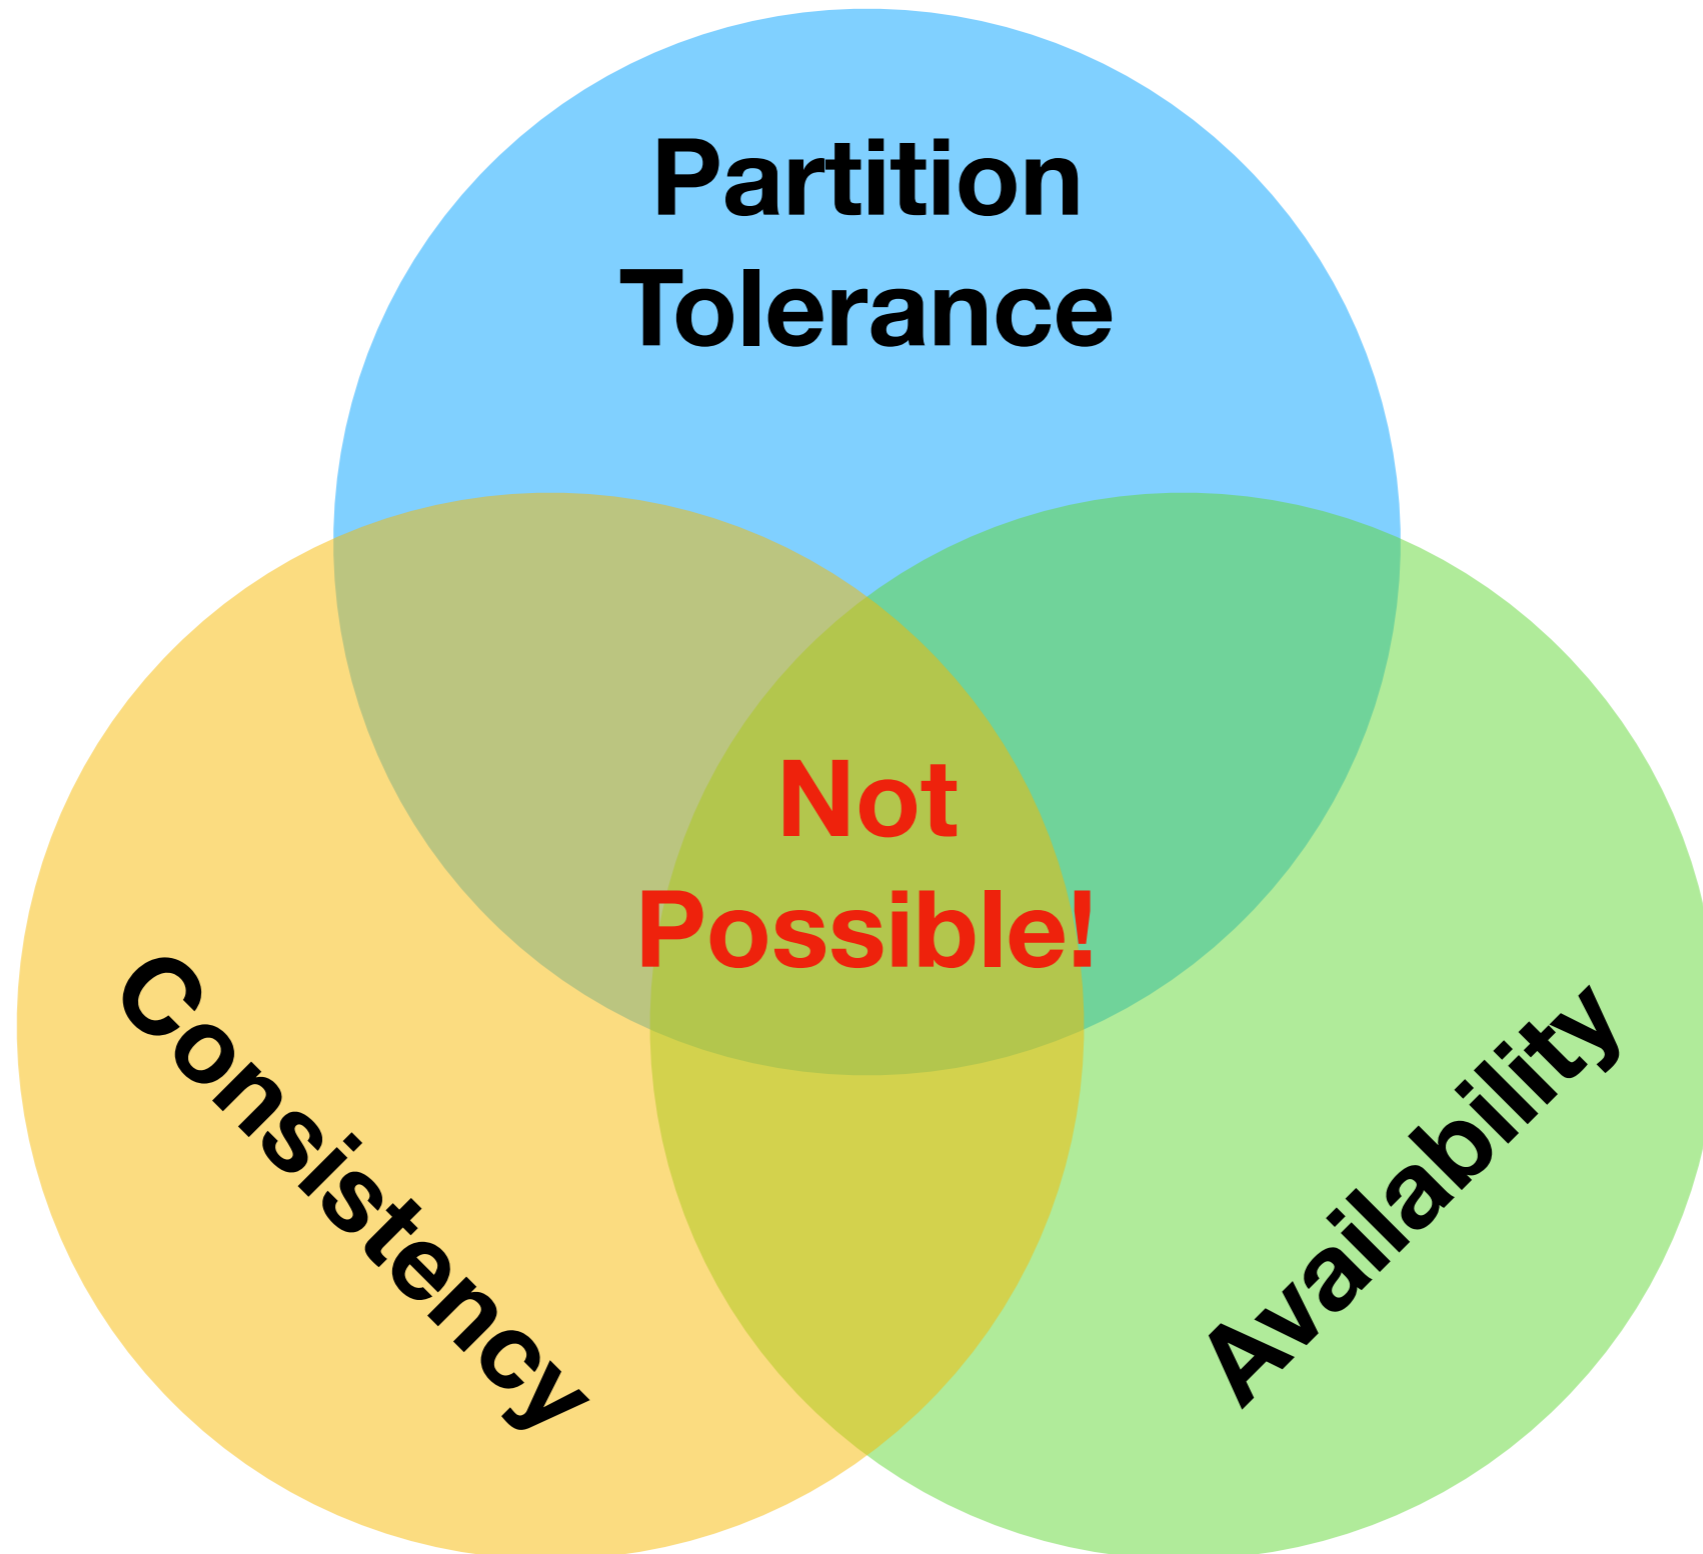 Partition
Tolerance
Not
Possible!
Consistency
Availability